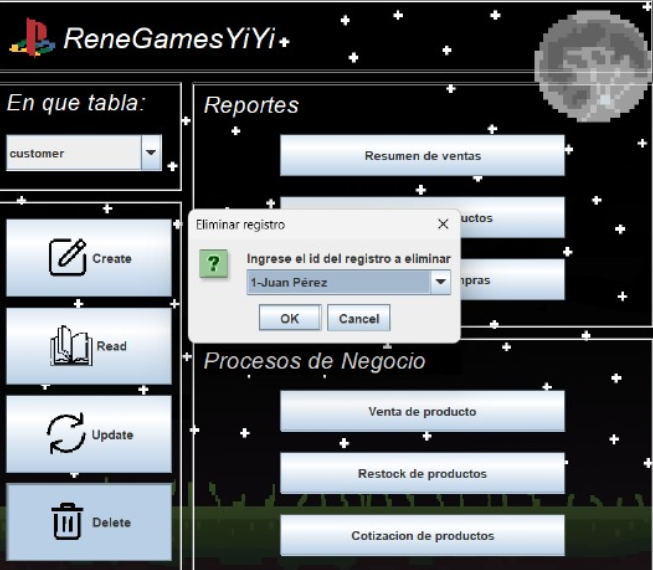 ReneGamesYiYi
En que tabla:
customer
Create
Read
Update
Delete
Reportes
Resumen de ventas
uctos
mpras
Eliminar registro
Ingrese el id del registro a eliminar
1-Juan Pérez
OK
Cancel
Procesos de Negocio
Venta de producto
Restock de productos
Cotizacion de productos